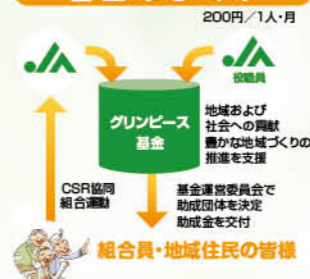 200円／1人・月
JA
JA
役職員
グリンピース
基金
地域および
社会への貢献
豊かな地域づくりの
推進を支援
CSR協同
組合運動
基金運営委員会で
助成団体を決定
助成金を交付
組合員・地域住民の皆様